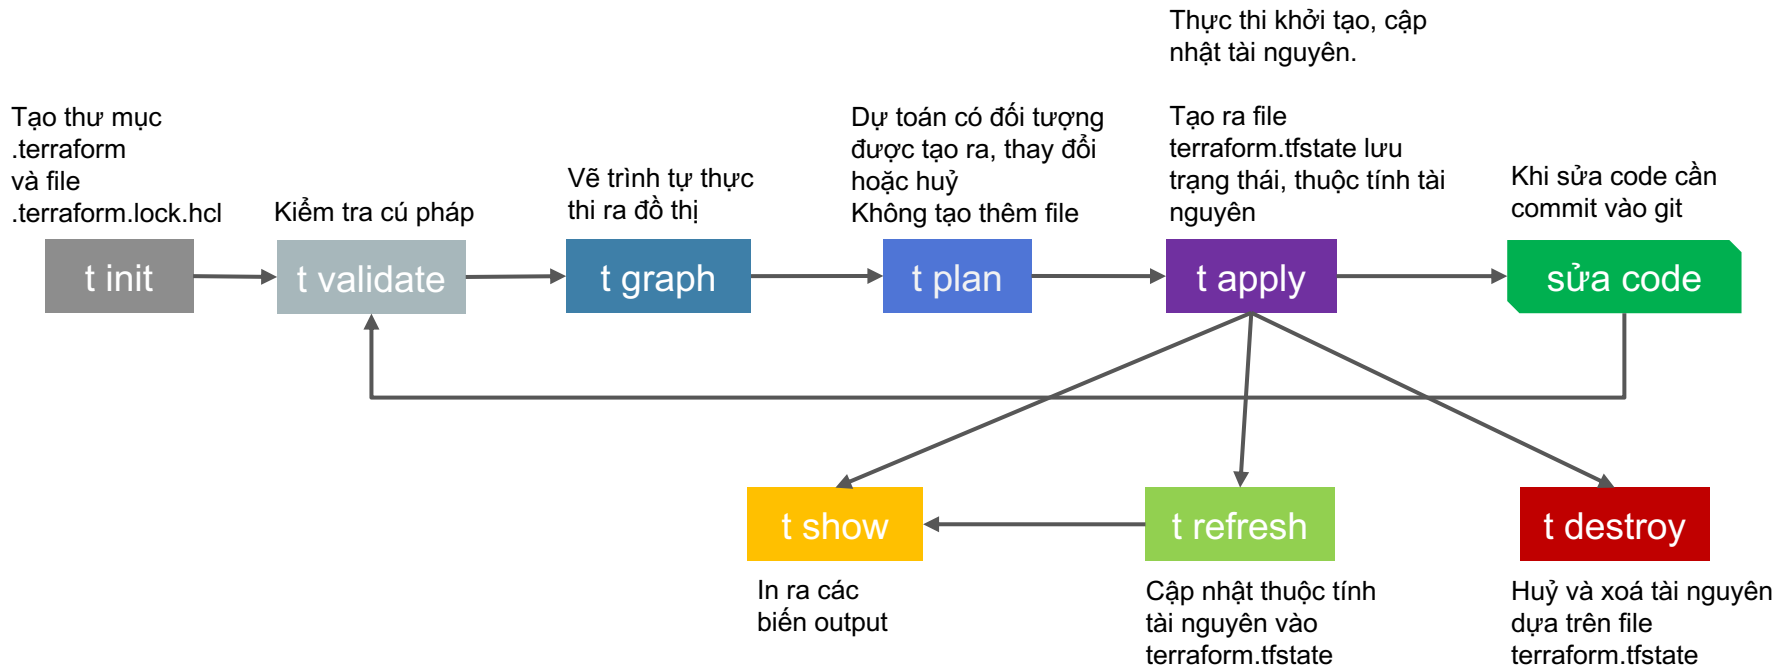 Thực thi khởi tạo, cập
nhật tài nguyên.
Tạo thư mục
.terraform
và file
.terraform.lock.hcl
Kiểm tra cú pháp
Vẽ trình tự thực
thi ra đồ thị
Dự toán có đối tượng
được tạo ra, thay đổi
hoặc huỷ
Không tạo thêm file
Tạo ra file
terraform.tfstate lưu
trạng thái, thuộc tính tài
nguyên
Khi sửa code cần
commit vào git
t init
t validate
t graph
t plan
t apply
sửa code
t show
t refresh
t destroy
In ra các
biến output
Cập nhật thuộc tính
tài nguyên vào
terraform.tfstate
Huỷ và xoá tài nguyên
dựa trên file
terraform.tfstate